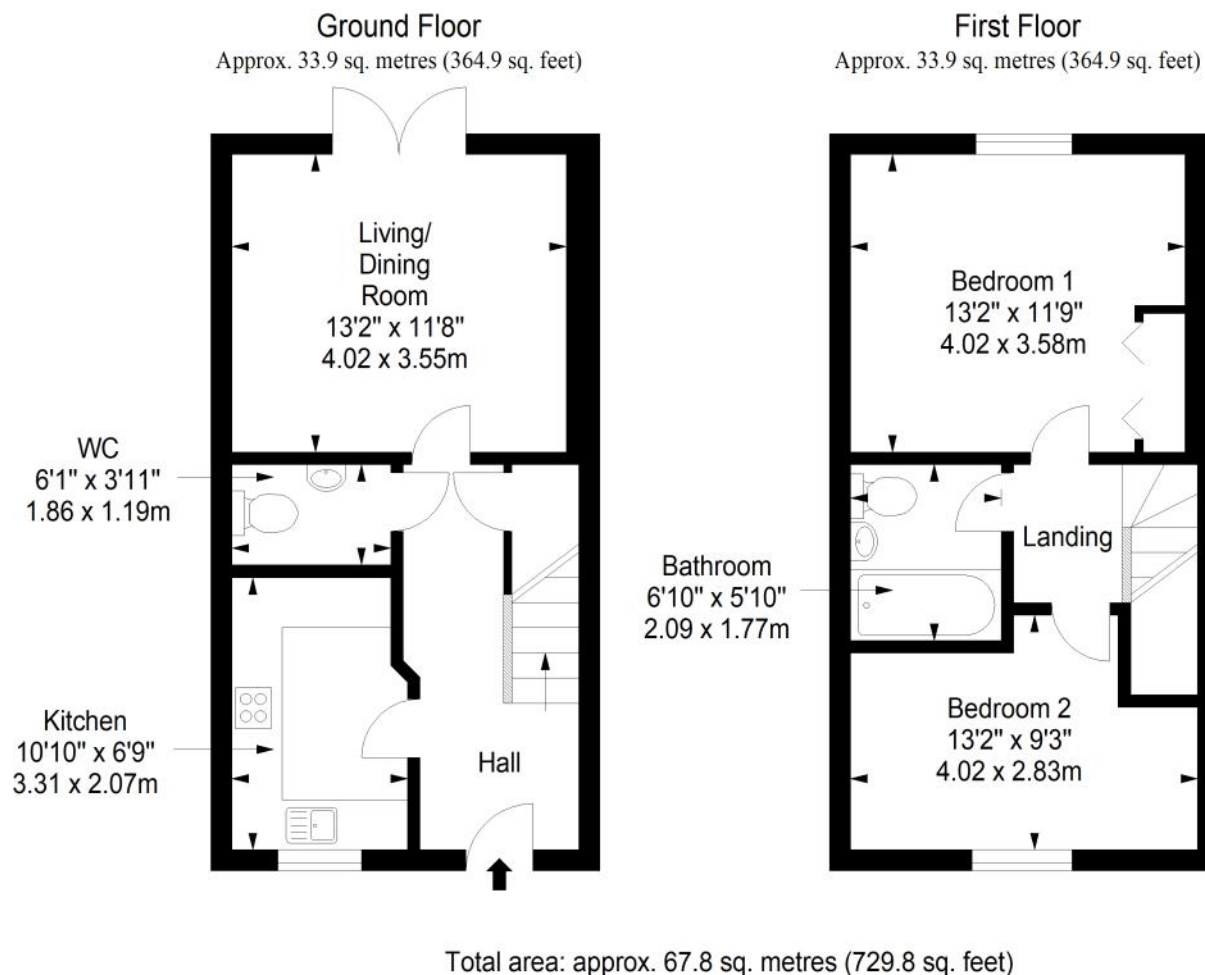 Ground Floor
Approx. 33.9 sq. metres (364.9 sq. feet)
Living/
Dining
Room
13'2" x 11'8"
4.02 x 3.55m
WC
6'1" x 3'11"
1.86 x 1.19m
Kitchen
10'10" x 6'9"
3.31 x 2.07m
Hall
First Floor
Approx. 33.9 sq. metres (364.9 sq. feet)
Bedroom 1
13'2" x 11'9"
4.02 x 3.58m
Landing
Bathroom
6'10" x 5'10"
2.09 x 1.77m
Bedroom 2
13'2" x 9'3"
4.02 x 2.83m
Total area: approx. 67.8 sq. metres (729.8 sq. feet)